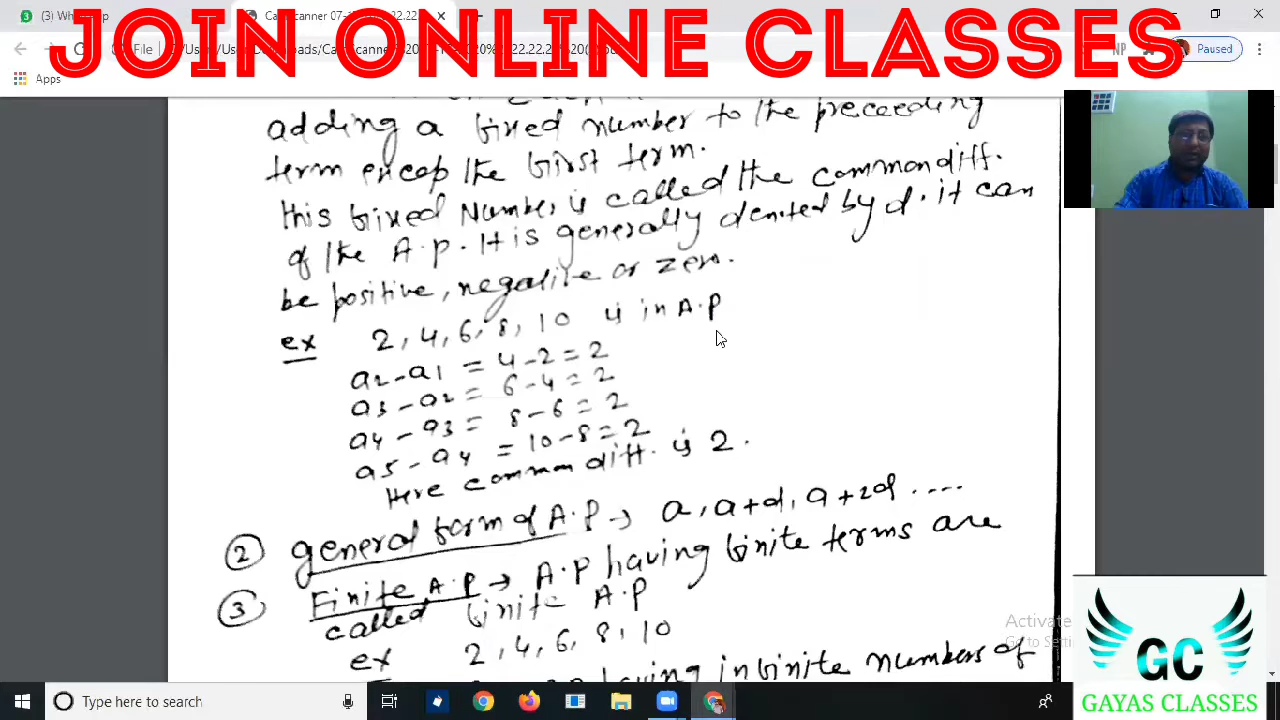 JOIN ONLINE CLASSES
Paused
Apps
adding a fixed number to the preceeding
term excep the first term.
this fixed Number is called the common diff.
of the A.P. It is generally denited by d. it can
be positive, negative or zero.
ex 2, 4, 6, 8, 10 is in A.P
a2 - a1 = 4 - 2 = 2
a3 - a2 = 6 - 4 = 2
a4 - a3 = 8 - 6 = 2
a5 - a4 = 10 - 8 = 2
Here common diff. is 2.
② general form of A.P → a, a+d, a+2d ....
③ Finite A.P → A.P having finite terms are
called finite A.P
ex 2, 4, 6, 8, 10
having infinite numbers of
Activate
GC
GAYAS CLASSES
Type here to search